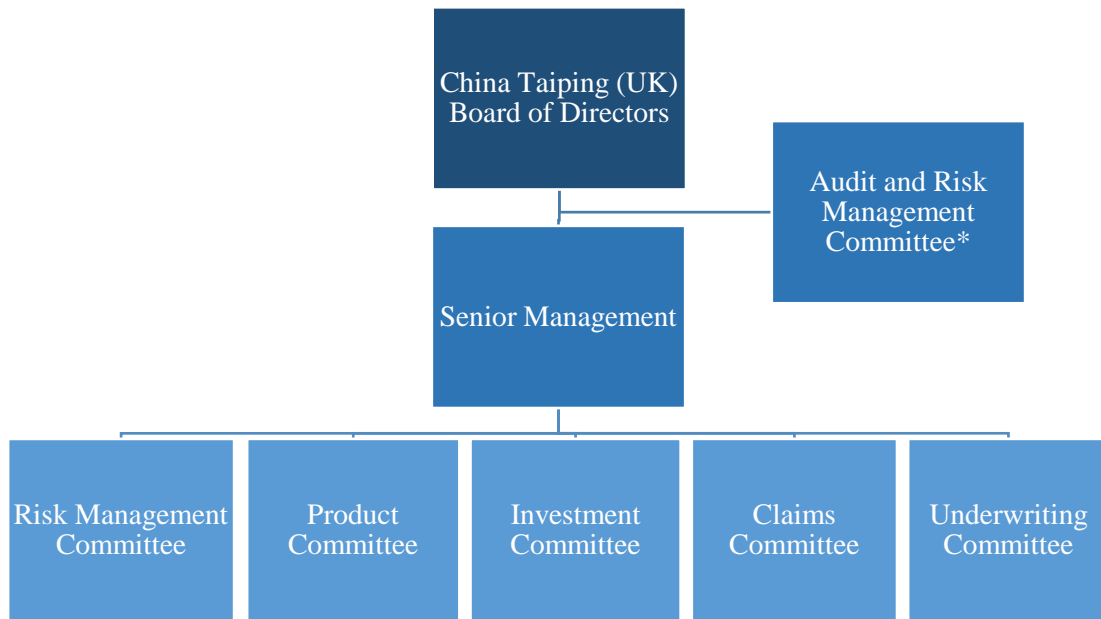 China Taiping (UK)
Board of Directors
Audit and Risk
Management
Committee*
Senior Management
Risk Management
Committee
Product
Committee
Investment
Committee
Claims
Committee
Underwriting
Committee